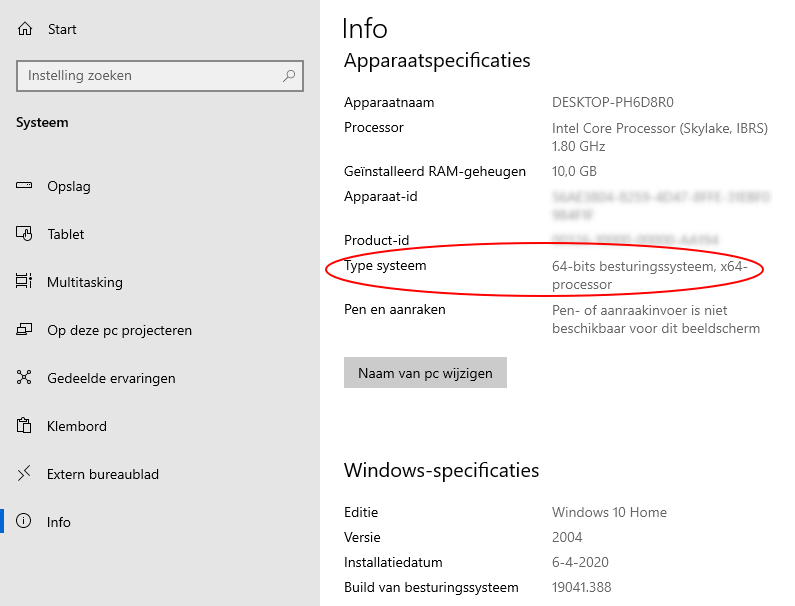 Start
Instelling zoeken
Systeem
Opslag
Tablet
Multitasking
Op deze pc projecteren
Gedeelde ervaringen
Klembord
Extern bureaublad
Info
Info
Apparaatspecificaties
Apparaatnaam DESKTOP-PH6D8R0
Processor Intel Core Processor (Skylake, IBRS)
1.80 GHz
Geïnstalleerd RAM-geheugen 10,0 GB
Apparaat-id
Product-id
Type systeem 64-bits besturingssysteem, x64-
processor
Pen en aanraken Pen- of aanraakinvoer is niet
beschikbaar voor dit beeldscherm
Naam van pc wijzigen
Windows-specificaties
Editie Windows 10 Home
Versie 2004
Installatiedatum 6-4-2020
Build van besturingssysteem 19041.388